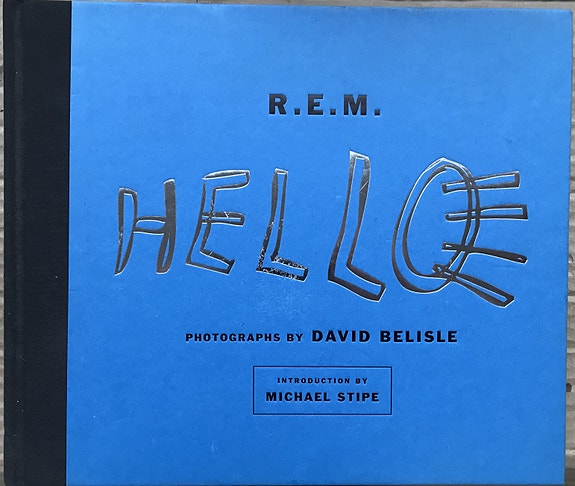 R.E.M.
HELLO
PHOTOGRAPHS BY DAVID BELISLE
INTRODUCTION BY
MICHAEL STIPE